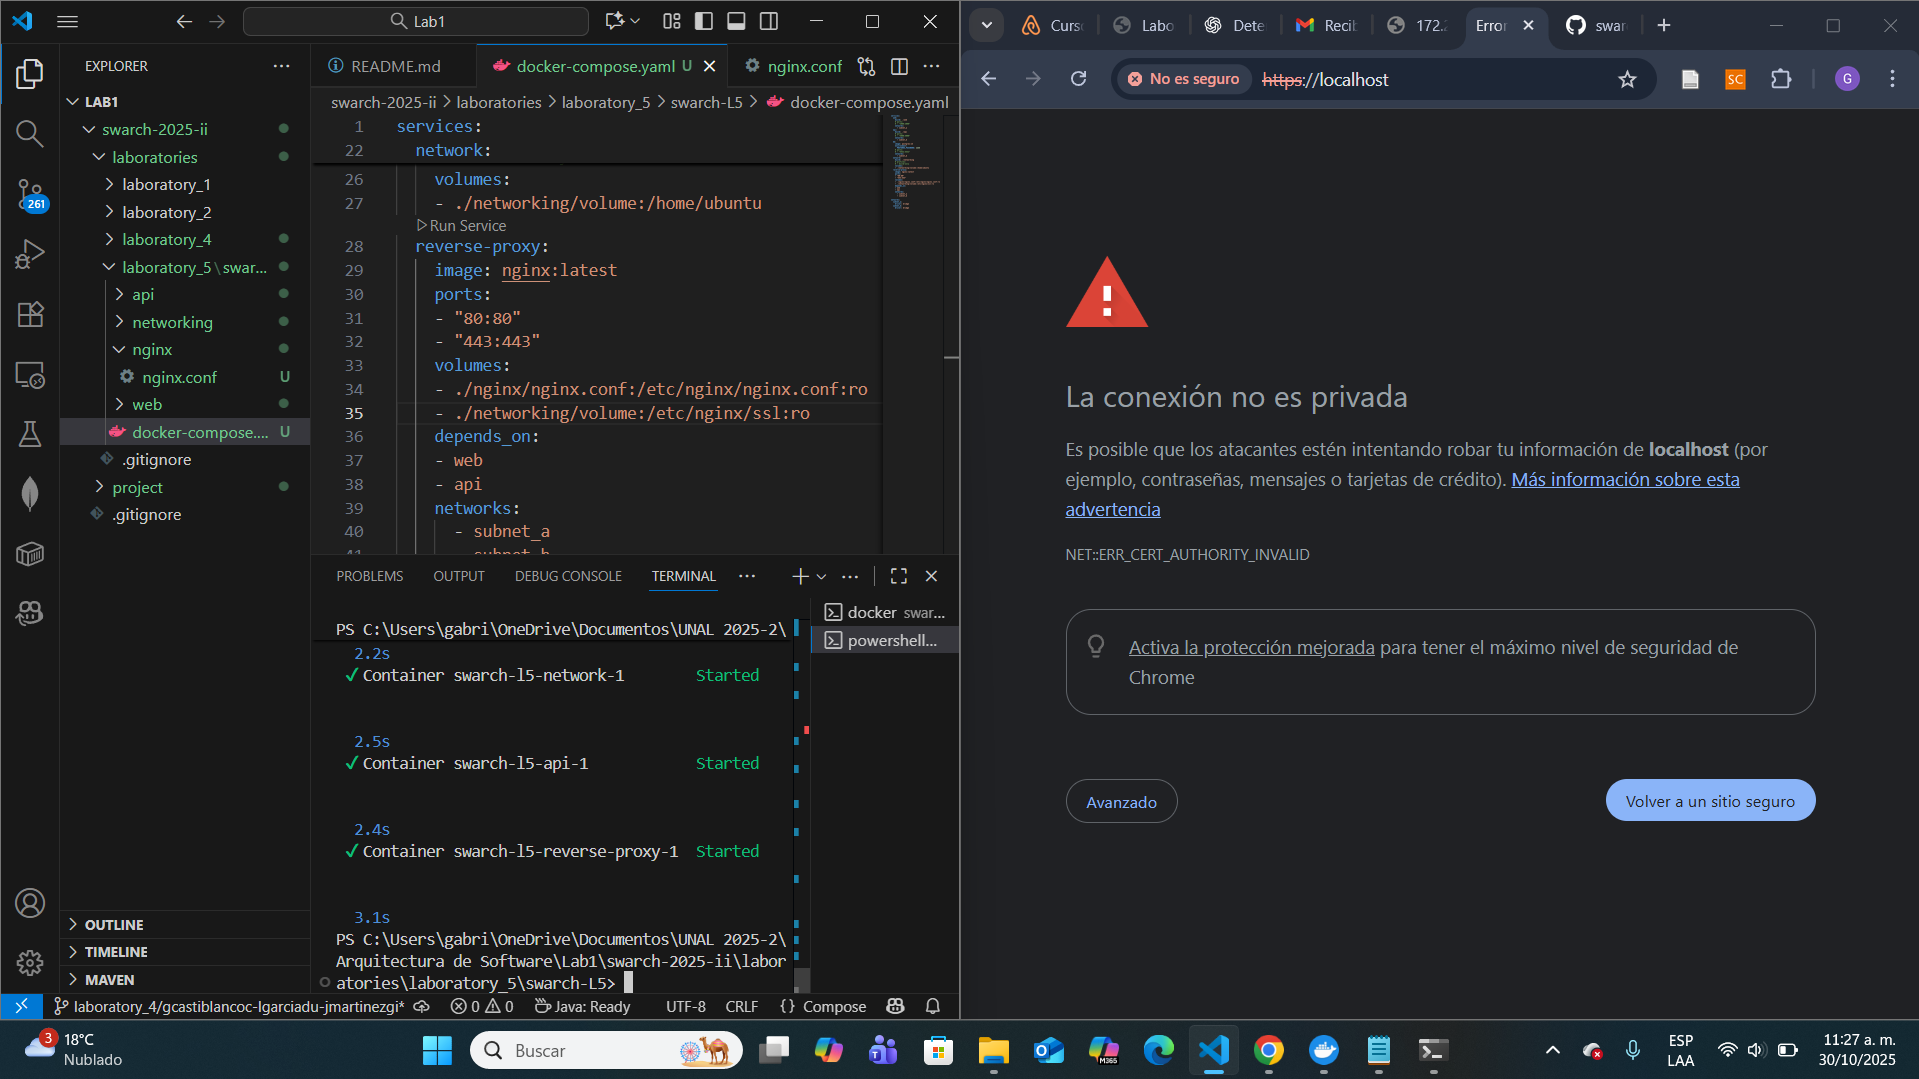 Lab1
EXPLORER
LAB1
swarch-2025-ii
laboratories
laboratory_1
laboratory_2
laboratory_4
laboratory_5\swar...
api
networking
nginx
nginx.conf U
web
docker-compose.... U
.gitignore
project
.gitignore
OUTLINE
TIMELINE
MAVEN
261
README.md
docker-compose.yaml U
nginx.conf
swarch-2025-ii > laboratories > laboratory_5 > swarch-L5 > docker-compose.yaml
1 services:
22 network:
26 volumes:
27 - ./networking/volume:/home/ubuntu
Run Service
28 reverse-proxy:
29 image: nginx:latest
30 ports:
31 - "80:80"
32 - "443:443"
33 volumes:
34 - ./nginx/nginx.conf:/etc/nginx/nginx.conf:ro
35 - ./networking/volume:/etc/nginx/ssl:ro
36 depends_on:
37 - web
38 - api
39 networks:
40 - subnet_a
41 - subnet_b
PROBLEMS OUTPUT DEBUG CONSOLE TERMINAL
docker swar...
powershell...
PS C:\Users\gabri\OneDrive\Documentos\UNAL 2025-2\
2.2s
✓Container swarch-l5-network-1 Started
2.5s
✓Container swarch-l5-api-1 Started
2.4s
✓Container swarch-l5-reverse-proxy-1 Started
3.1s
PS C:\Users\gabri\OneDrive\Documentos\UNAL 2025-2\
Arquitectura de Software\Lab1\swarch-2025-ii\labor
atories\laboratory_5\swarch-L5>
laboratory_4/gcastiblancoc-lgarciadu-jmartinezgi* 0 0 Java: Ready UTF-8 CRLF {} Compose
Curs
Labo
Dete
Recib
172.
Error
swar
No es seguro https://localhost
SC
G
La conexión no es privada
Es posible que los atacantes estén intentando robar tu información de localhost (por
ejemplo, contraseñas, mensajes o tarjetas de crédito). Más información sobre esta
advertencia
NET::ERR_CERT_AUTHORITY_INVALID
Activa la protección mejorada para tener el máximo nivel de seguridad de
Chrome
Avanzado
Volver a un sitio seguro
3
18°C
Nublado
Buscar
M365
ESP
LAA
11:27 a. m.
30/10/2025